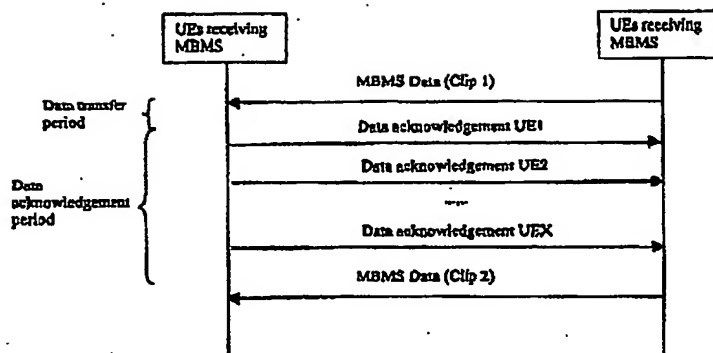 UEs receiving
MBMS
UEs receiving
MBMS
MBMS Data (Clip 1)
Data transfer
period
Data acknowledgement UE1
Data acknowledgement UE2
Data
acknowledgement
period
Data acknowledgement UEX
MBMS Data (Clip 2)